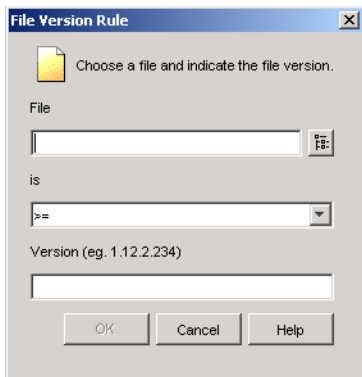 File Version Rule
Choose a file and indicate the file version.
File
is
>=
Version (eg. 1.12.2.234)
OK Cancel Help